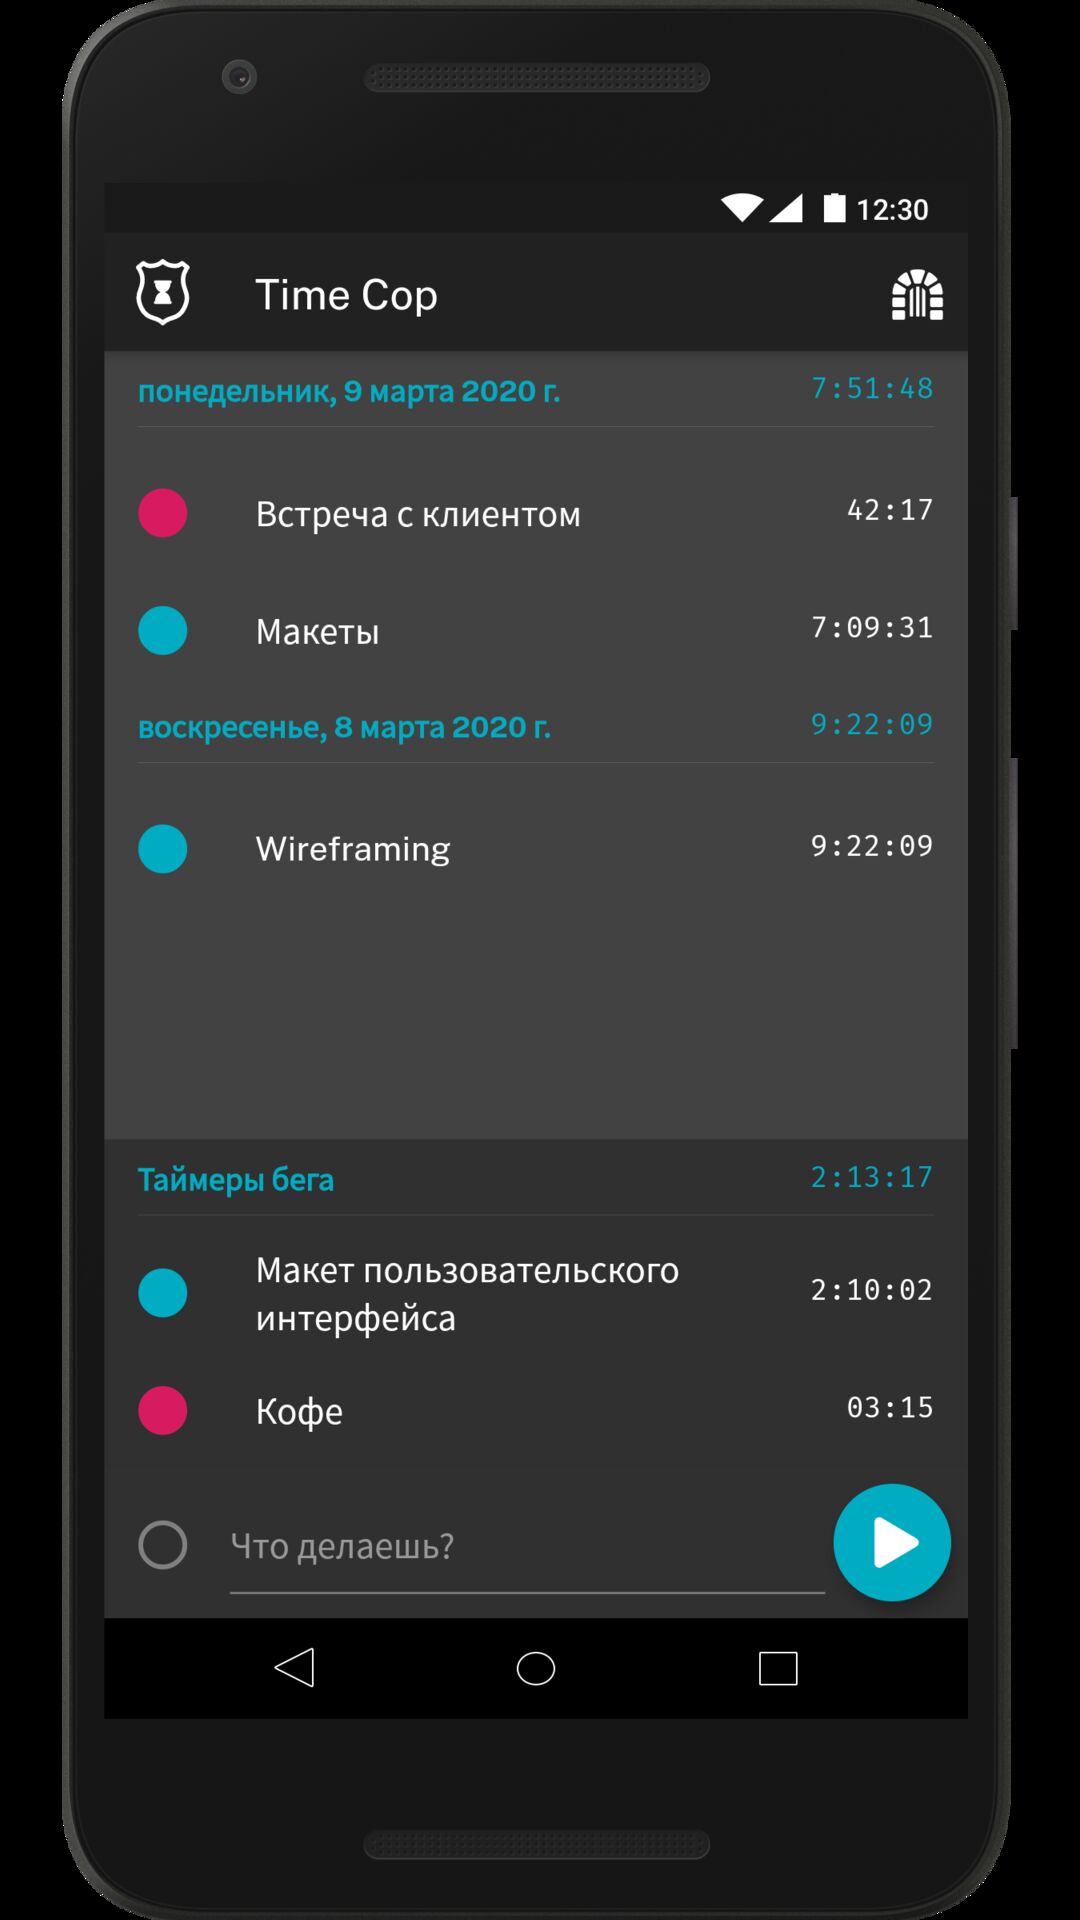 12:30
Time Cop
понедельник, 9 марта 2020 г. 7:51:48
Встреча с клиентом 42:17
Макеты 7:09:31
воскресенье, 8 марта 2020 г. 9:22:09
Wireframing 9:22:09
Таймеры бега 2:13:17
Макет пользовательского
интерфейса 2:10:02
Кофе 03:15
Что делаешь?